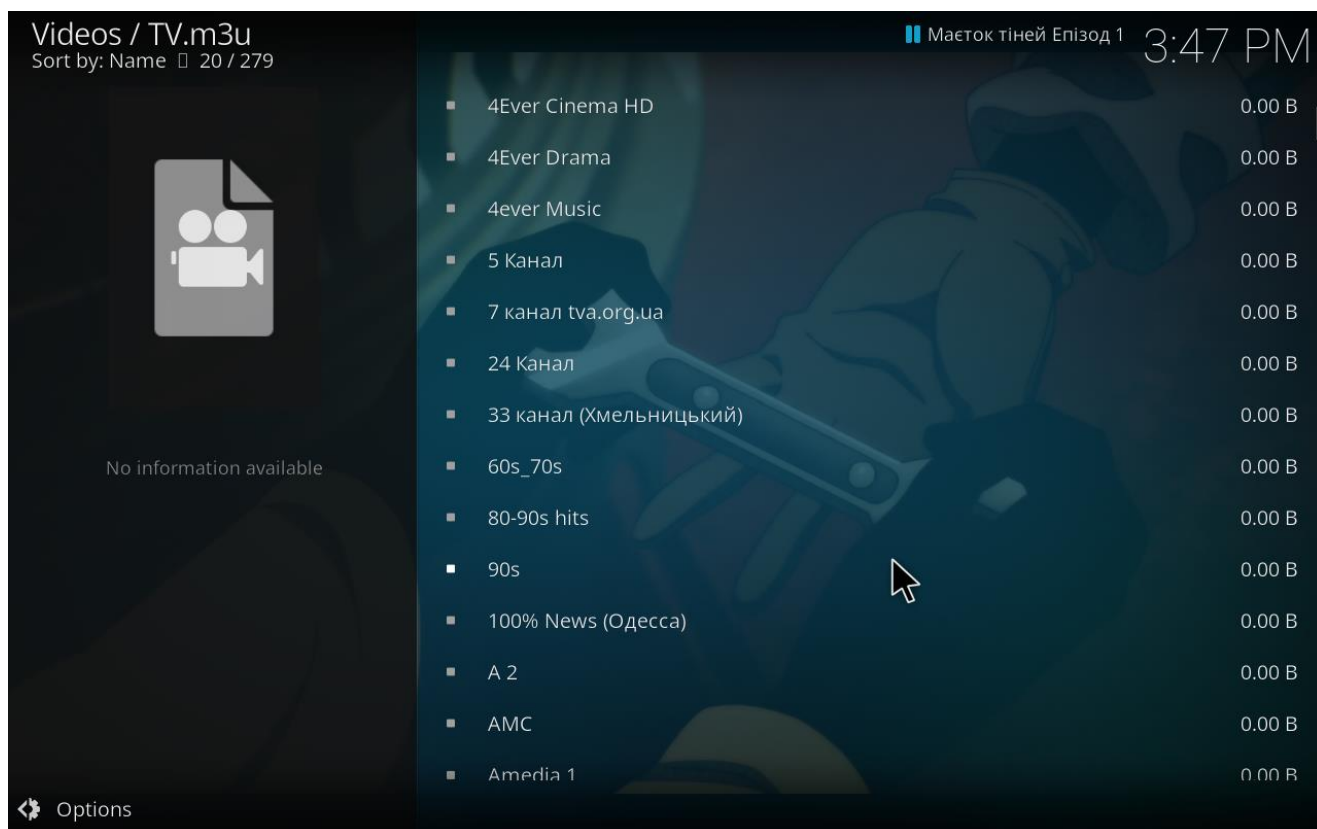 Videos / TV.m3u
Sort by: Name 20 / 279
Маєток тіней Епізод 1
3:47 PM
4Ever Cinema HD 0.00 B
4Ever Drama 0.00 B
4ever Music 0.00 B
5 Канал 0.00 B
7 канал tva.org.ua 0.00 B
24 Канал 0.00 B
33 канал (Хмельницький) 0.00 B
60s_70s 0.00 B
80-90s hits 0.00 B
90s 0.00 B
100% News (Одесса) 0.00 B
A 2 0.00 B
AMC 0.00 B
Amedia 1 0.00 B
No information available
Options